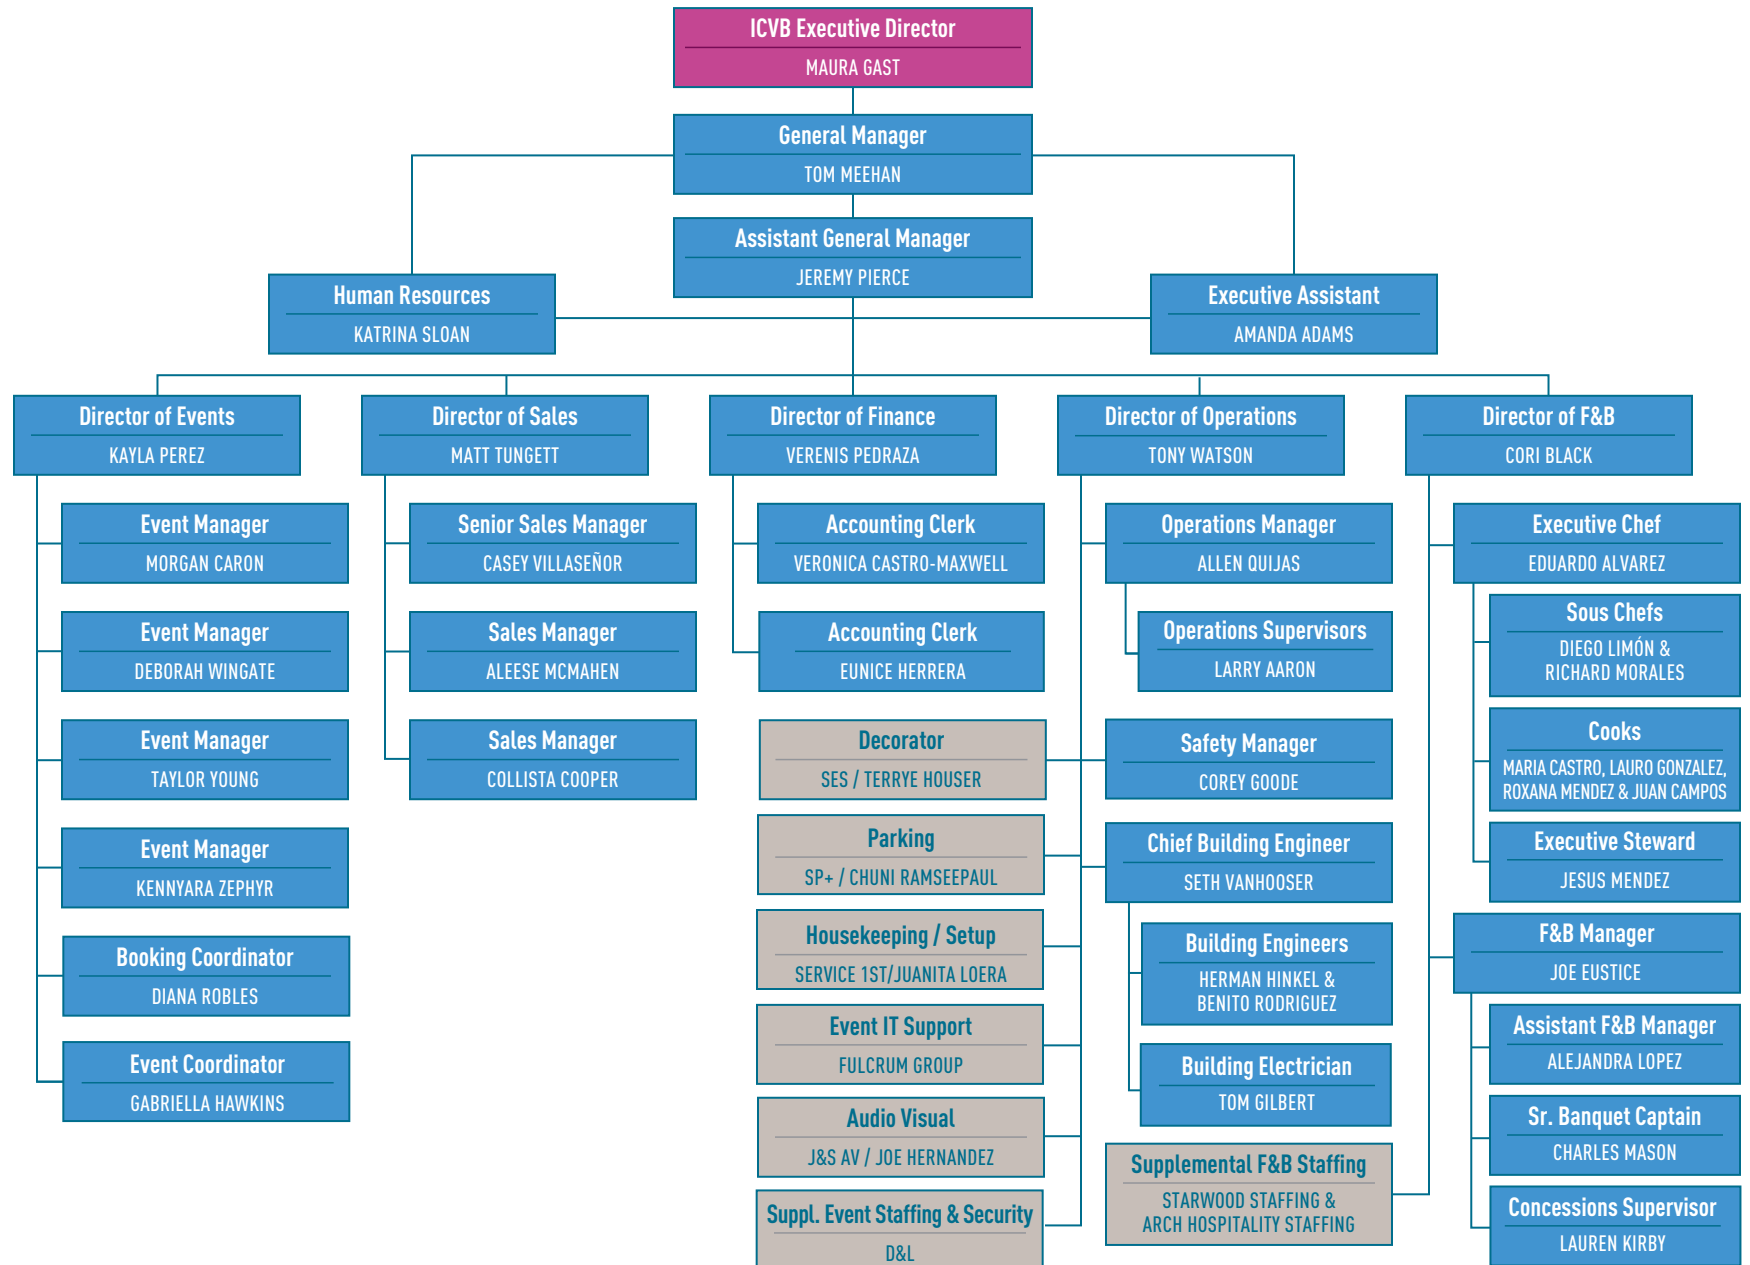 ICVB Executive Director
MAURA GAST
General Manager
TOM MEEHAN
Assistant General Manager
JEREMY PIERCE
Human Resources
KATRINA SLOAN
Executive Assistant
AMANDA ADAMS
Director of Events
KAYLA PEREZ
Event Manager
MORGAN CARON
Event Manager
DEBORAH WINGATE
Event Manager
TAYLOR YOUNG
Event Manager
KENNYARA ZEPHYR
Booking Coordinator
DIANA ROBLES
Event Coordinator
GABRIELLA HAWKINS
Director of Sales
MATT TUNGETT
Senior Sales Manager
CASEY VILLASEÑOR
Sales Manager
ALEESE MCMAHEN
Sales Manager
COLLISTA COOPER
Director of Finance
VERENIS PEDRAZA
Accounting Clerk
VERONICA CASTRO-MAXWELL
Accounting Clerk
EUNICE HERRERA
Director of Operations
TONY WATSON
Operations Manager
ALLEN QUIJAS
Operations Supervisors
LARRY AARON
Decorator
SES / TERRYE HOUSER
Safety Manager
COREY GOODE
Parking
SP+ / CHUNI RAMSEEPAUL
Chief Building Engineer
SETH VANHOOSER
Housekeeping / Setup
SERVICE 1ST/JUANITA LOERA
Building Engineers
HERMAN HINKEL &
BENITO RODRIGUEZ
Event IT Support
FULCRUM GROUP
Building Electrician
TOM GILBERT
Audio Visual
J&S AV / JOE HERNANDEZ
Suppl. Event Staffing & Security
D&L
Director of F&B
CORI BLACK
Executive Chef
EDUARDO ALVAREZ
Sous Chefs
DIEGO LIMÓN &
RICHARD MORALES
Cooks
MARIA CASTRO, LAURO GONZALEZ,
ROXANA MENDEZ & JUAN CAMPOS
Executive Steward
JESUS MENDEZ
F&B Manager
JOE EUSTICE
Assistant F&B Manager
ALEJANDRA LOPEZ
Sr. Banquet Captain
CHARLES MASON
Concessions Supervisor
LAUREN KIRBY
Supplemental F&B Staffing
STARWOOD STAFFING &
ARCH HOSPITALITY STAFFING